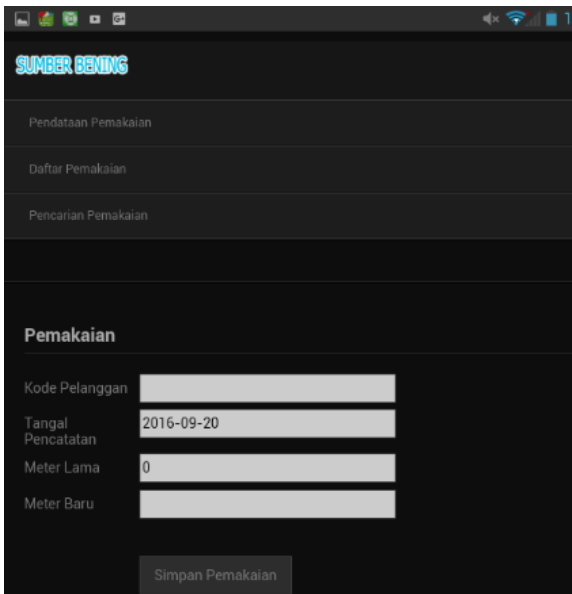 SUMBER BENING
Pendataan Pemakaian
Daftar Pemakaian
Pencarian Pemakaian
Pemakaian
Kode Pelanggan
Tangal
Pencatatan
2016-09-20
Meter Lama
0
Meter Baru
Simpan Pemakaian